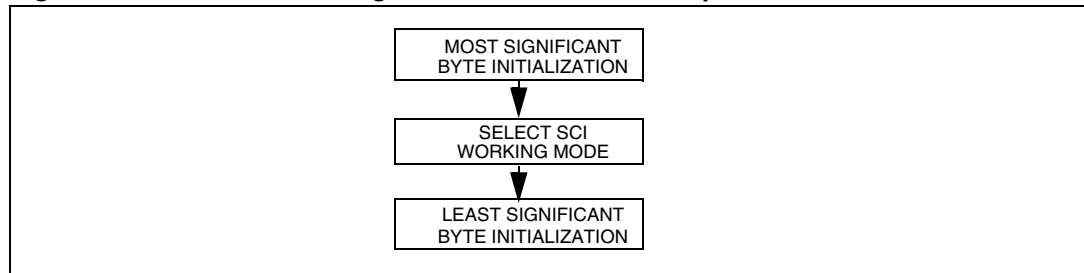 MOST SIGNIFICANT
BYTE INITIALIZATION
SELECT SCI
WORKING MODE
LEAST SIGNIFICANT
BYTE INITIALIZATION